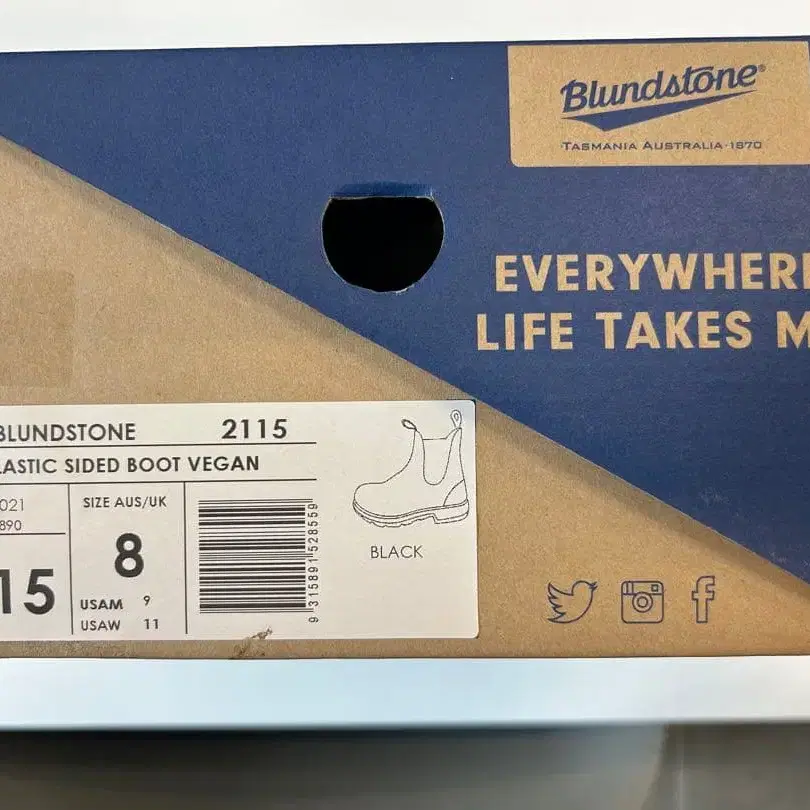 Blundstone®
TASMANIA AUSTRALIA·1870
EVERYWHERE
LIFE TAKES M
BLUNDSTONE 2115
LASTIC SIDED BOOT VEGAN
021
890
15
SIZE AUS/UK
8
USAM 9
USAW 11
9 315891 528559
BLACK